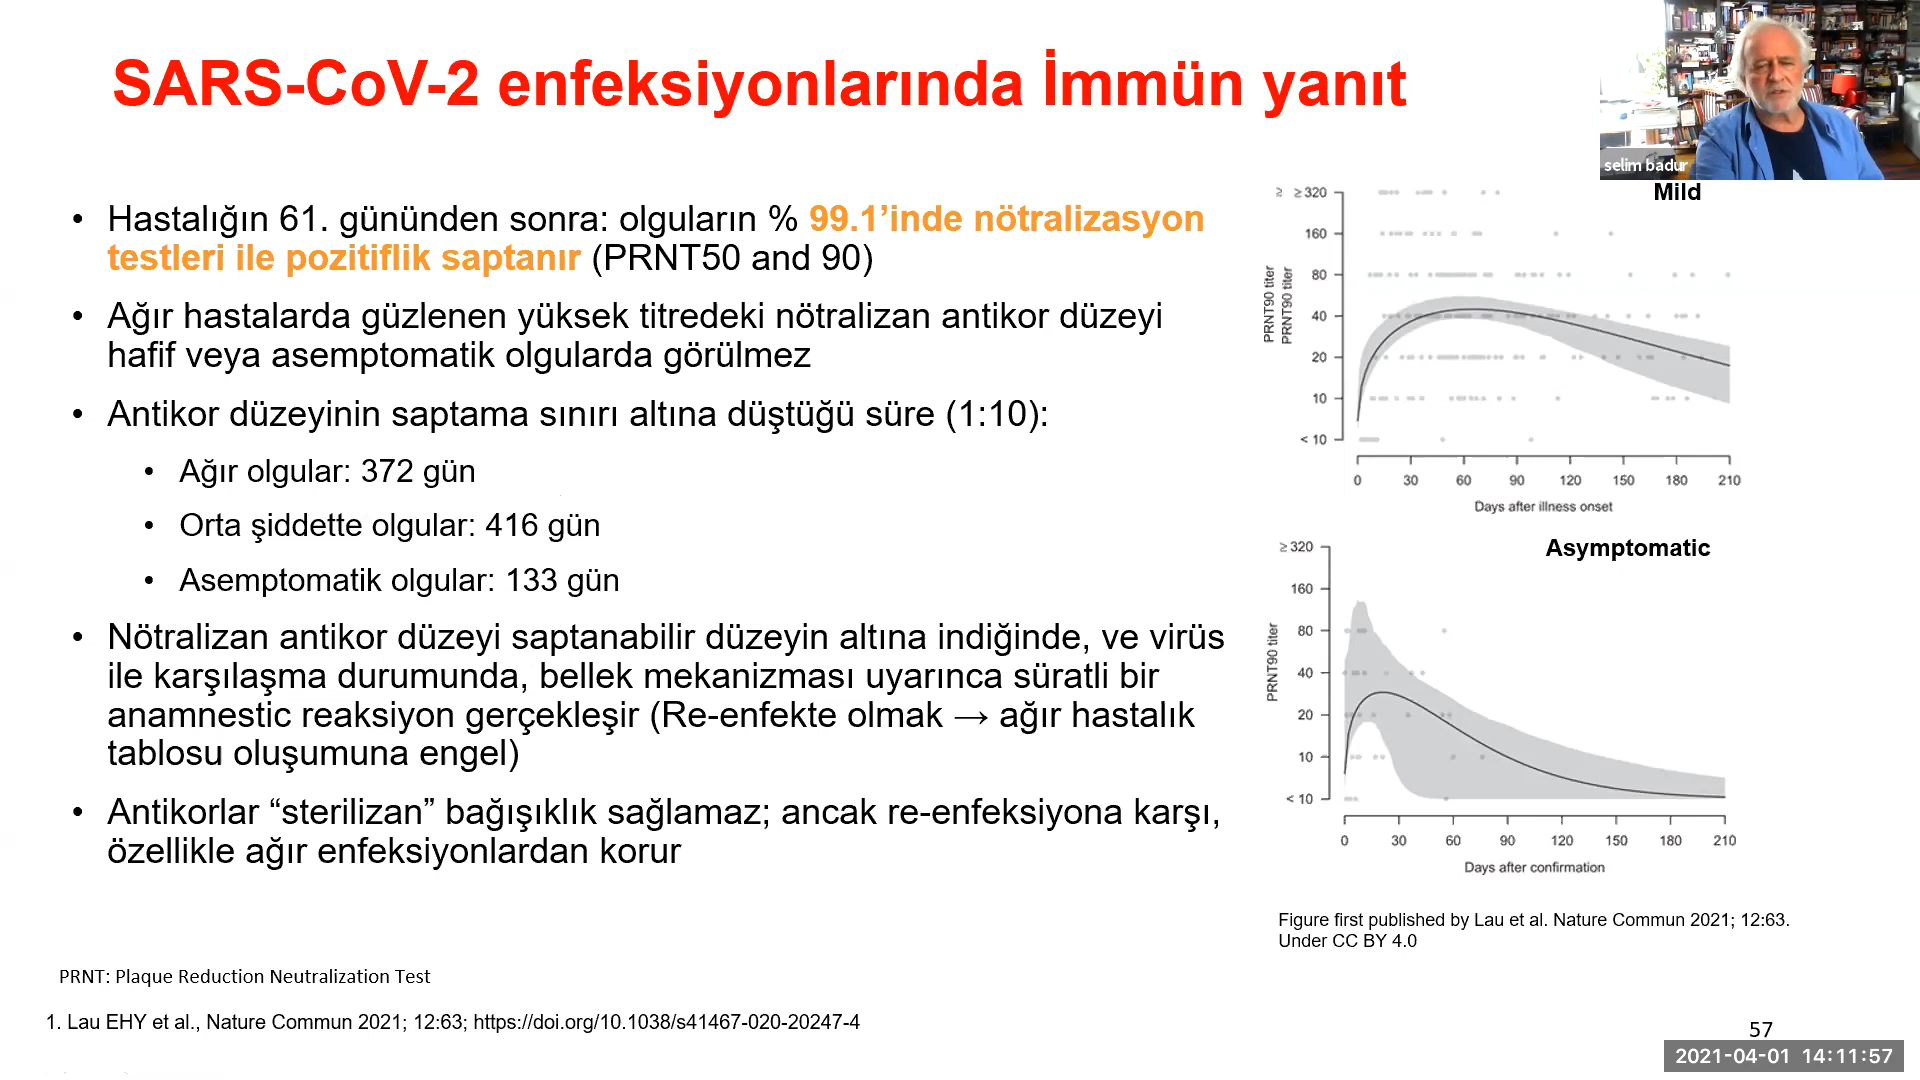 SARS-CoV-2 enfeksiyonlarında İmmün yanıt
selim badur
• Hastalığın 61. gününden sonra: olguların % 99.1’inde nötralizasyon
testleri ile pozitiflik saptanır (PRNT50 and 90)
• Ağır hastalarda güzlenen yüksek titredeki nötralizan antikor düzeyi
hafif veya asemptomatik olgularda görülmez
• Antikor düzeyinin saptama sınırı altına düştüğü süre (1:10):
• Ağır olgular: 372 gün
• Orta şiddette olgular: 416 gün
• Asemptomatik olgular: 133 gün
• Nötralizan antikor düzeyi saptanabilir düzeyin altına indiğinde, ve virüs
ile karşılaşma durumunda, bellek mekanizması uyarınca süratli bir
anamnestic reaksiyon gerçekleşir (Re-enfekte olmak → ağır hastalık
tablosu oluşumuna engel)
• Antikorlar “sterilizan” bağışıklık sağlamaz; ancak re-enfeksiyona karşı,
özellikle ağır enfeksiyonlardan korur
Mild
≥ ≥ 320
160
80
40
20
10
< 10
PRNT90 titer
PRNT90 titer
0 30 60 90 120 150 180 210
Days after illness onset
Asymptomatic
≥ 320
160
80
40
20
10
< 10
PRNT90 titer
0 30 60 90 120 150 180 210
Days after confirmation
Figure first published by Lau et al. Nature Commun 2021; 12:63.
Under CC BY 4.0
PRNT: Plaque Reduction Neutralization Test
1. Lau EHY et al., Nature Commun 2021; 12:63; https://doi.org/10.1038/s41467-020-20247-4
57
2021-04-01 14:11:57